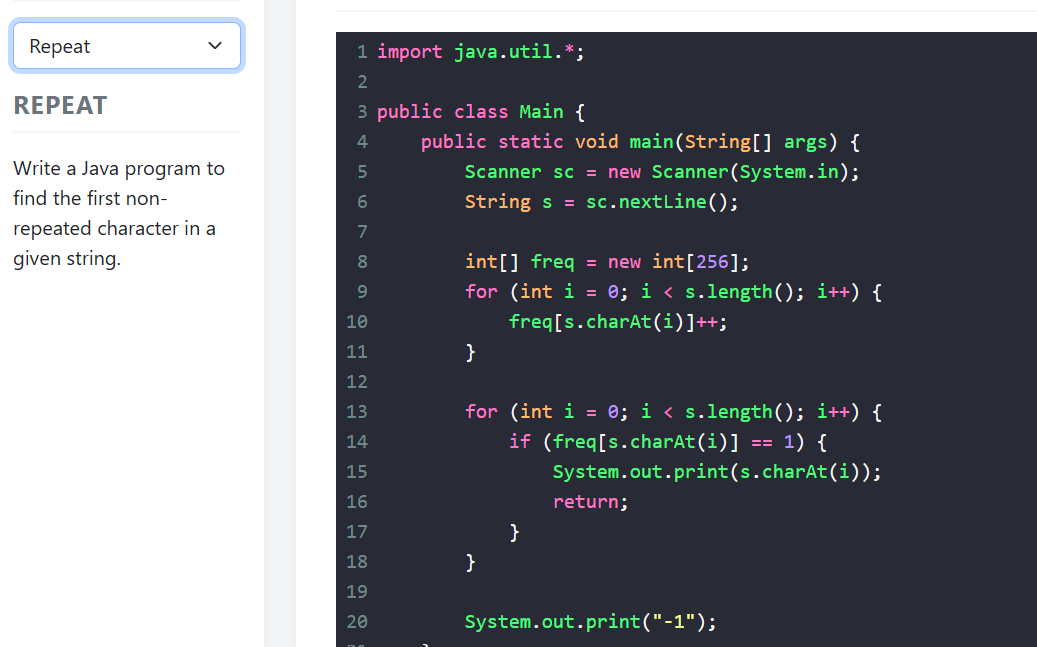 Repeat
REPEAT
Write a Java program to
find the first non-
repeated character in a
given string.
1 import java.util.*;
2
3 public class Main {
4     public static void main(String[] args) {
5         Scanner sc = new Scanner(System.in);
6         String s = sc.nextLine();
7
8         int[] freq = new int[256];
9         for (int i = 0; i < s.length(); i++) {
10             freq[s.charAt(i)]++;
11         }
12
13         for (int i = 0; i < s.length(); i++) {
14             if (freq[s.charAt(i)] == 1) {
15                 System.out.print(s.charAt(i));
16                 return;
17             }
18         }
19
20         System.out.print("-1");